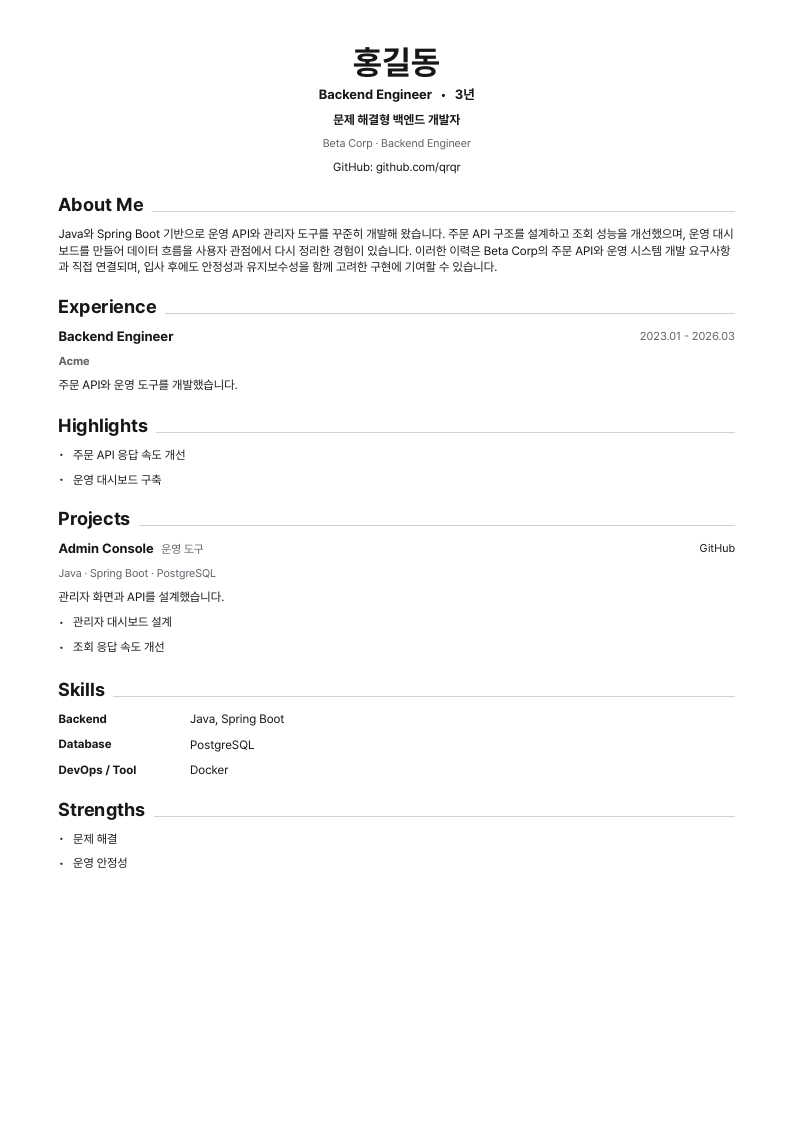 홍길동
Backend Engineer • 3년
문제 해결형 백엔드 개발자
Beta Corp · Backend Engineer
GitHub: github.com/qrqr
About Me
Java와 Spring Boot 기반으로 운영 API와 관리자 도구를 꾸준히 개발해 왔습니다. 주문 API 구조를 설계하고 조회 성능을 개선했으며, 운영 대시
보드를 만들어 데이터 흐름을 사용자 관점에서 다시 정리한 경험이 있습니다. 이러한 이력은 Beta Corp의 주문 API와 운영 시스템 개발 요구사항
과 직접 연결되며, 입사 후에도 안정성과 유지보수성을 함께 고려한 구현에 기여할 수 있습니다.
Experience
Backend Engineer 2023.01 - 2026.03
Acme
주문 API와 운영 도구를 개발했습니다.
Highlights
• 주문 API 응답 속도 개선
• 운영 대시보드 구축
Projects
Admin Console 운영 도구 GitHub
Java · Spring Boot · PostgreSQL
관리자 화면과 API를 설계했습니다.
• 관리자 대시보드 설계
• 조회 응답 속도 개선
Skills
Backend Java, Spring Boot
Database PostgreSQL
DevOps / Tool Docker
Strengths
• 문제 해결
• 운영 안정성